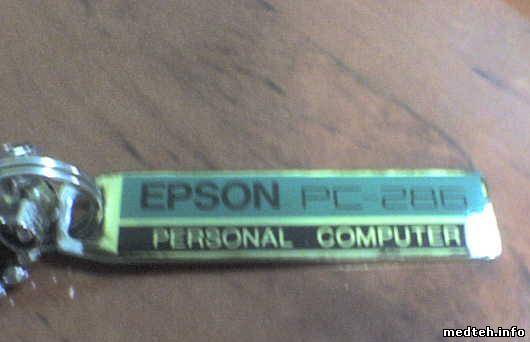 EPSON PC-286
PERSONAL COMPUTER
medteh.info